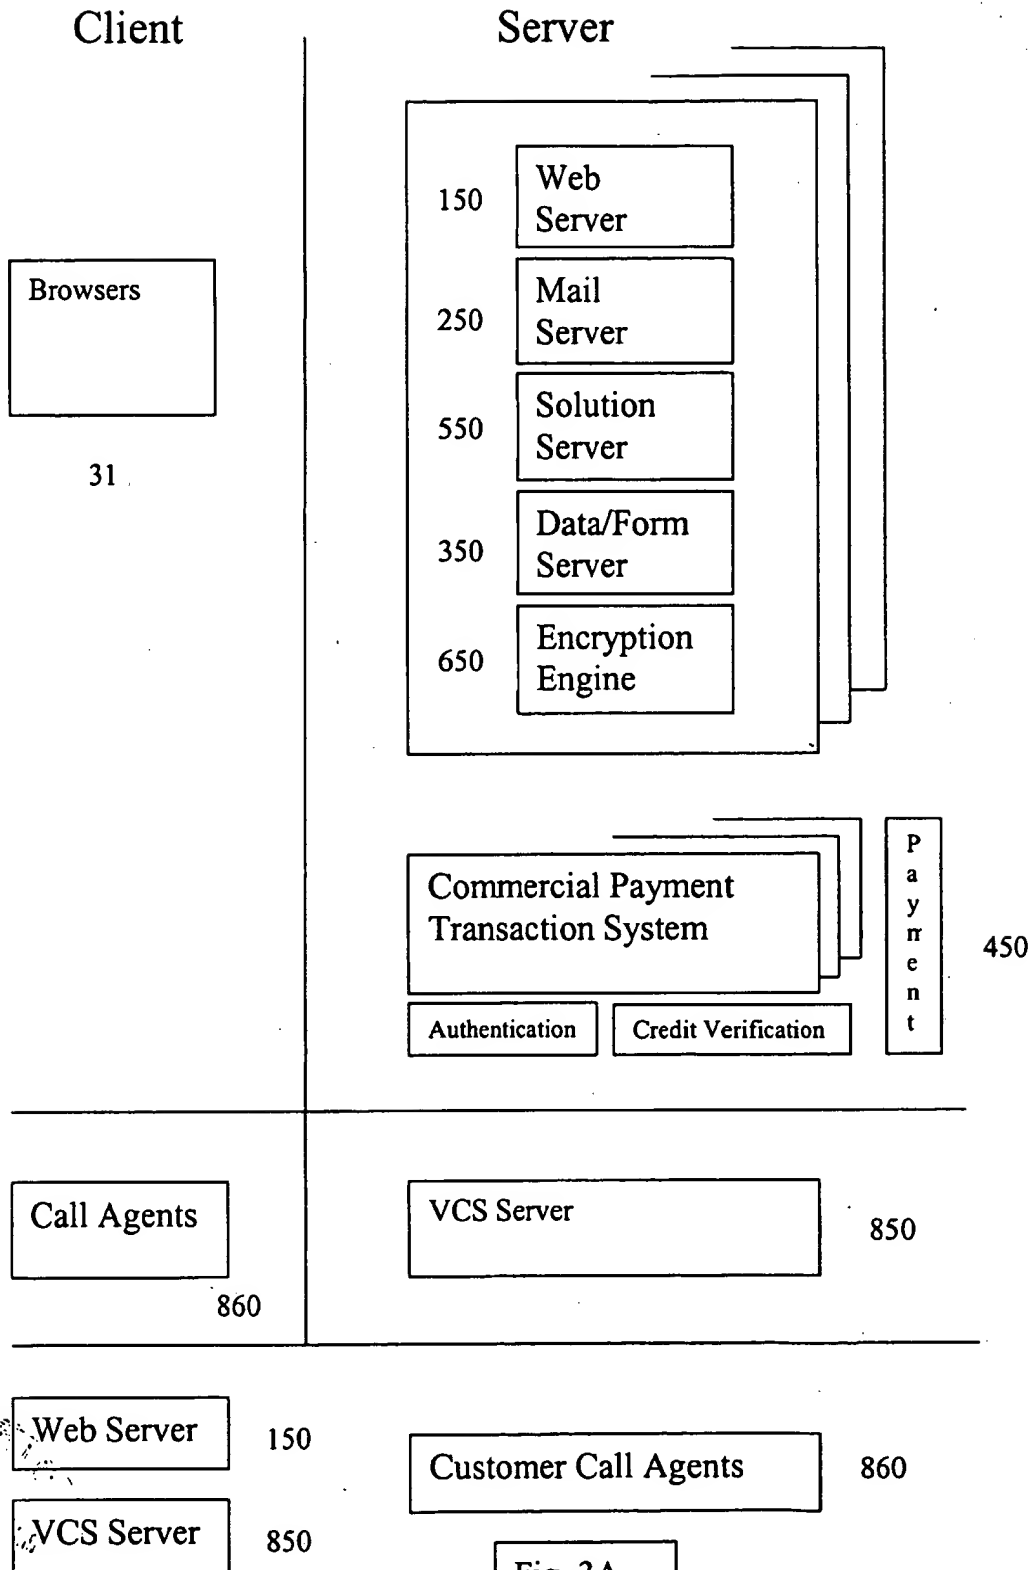 Client
Server
150
Web
Server
Browsers
250
Mail
Server
550
Solution
Server
31
350
Data/Form
Server
650
Encryption
Engine
Commercial Payment
Transaction System
Payment
450
Authentication
Credit Verification
Call Agents
VCS Server
850
860
Web Server
150
Customer Call Agents
860
VCS Server
850